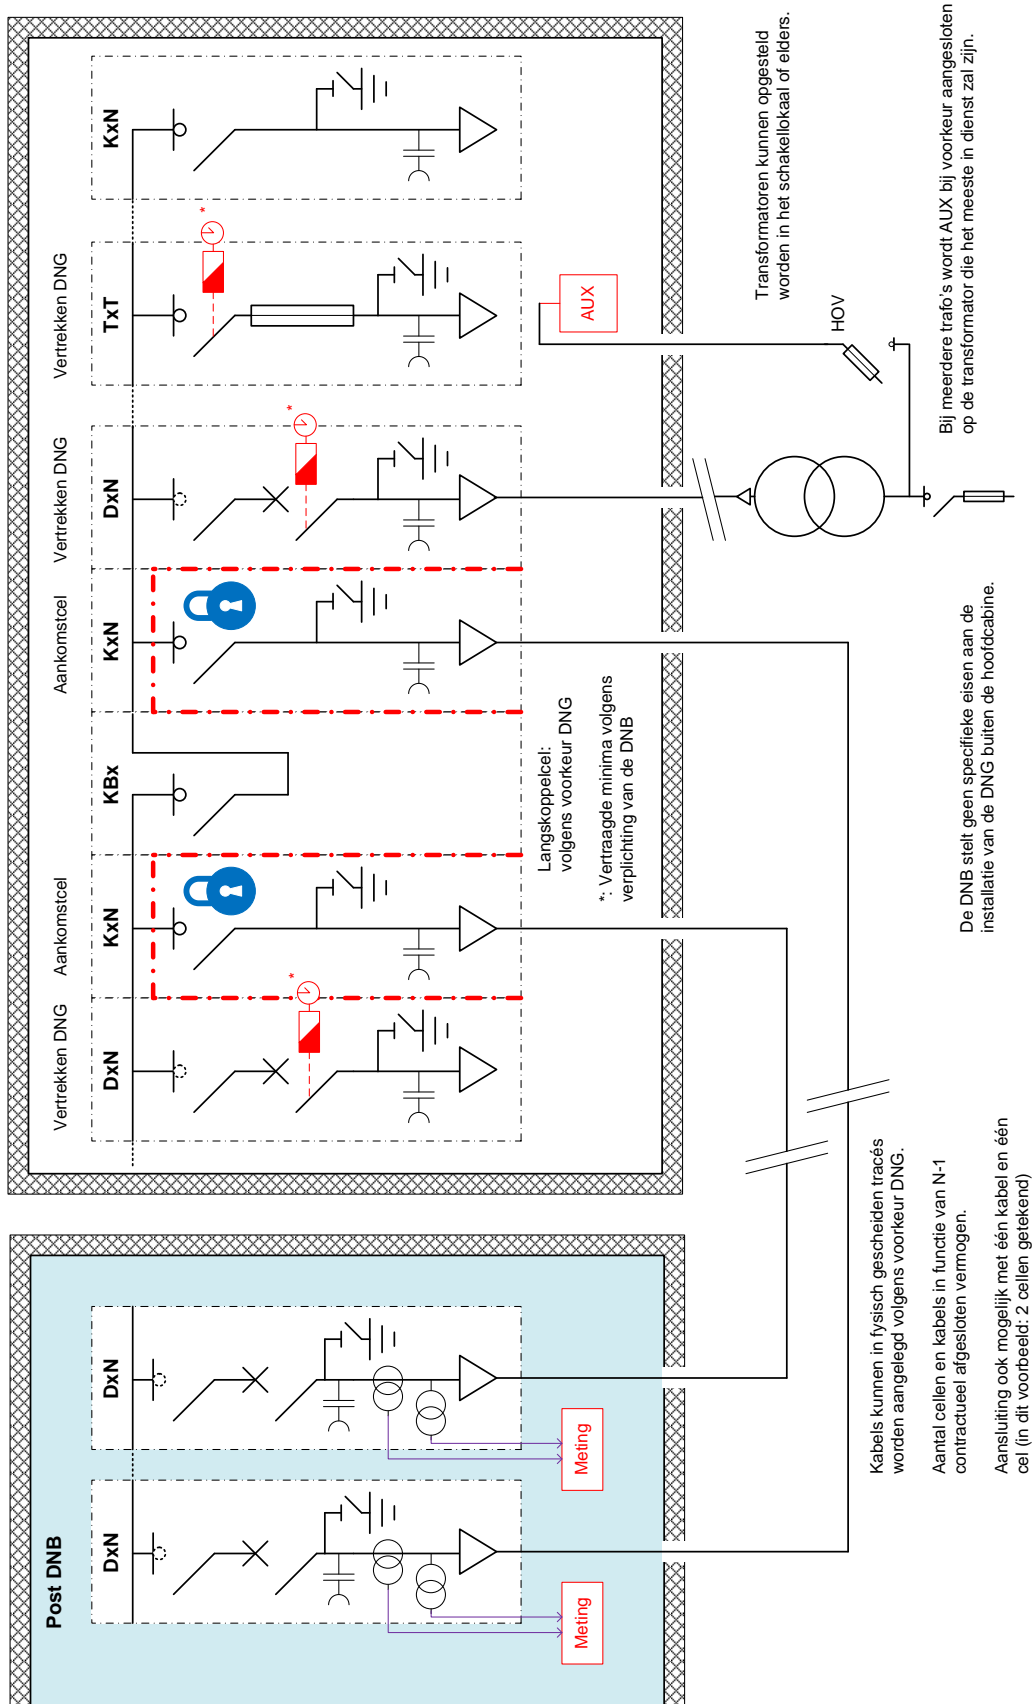 Post DNB
DxN
DxN
Meting
Meting
Vertrekken DNG
Aankomstcel
Aankomstcel
Vertrekken DNG
Vertrekken DNG
DxN
KxN
KBx
KxN
DxN
TxT
KxN
*
*
*
Langskoppelcel:
volgens voorkeur DNG
*: Vertraagde minima volgens
verplichting van de DNB
AUX
HOV
Transformatoren kunnen opgesteld
worden in het schakellokaal of elders.
Bij meerdere trafo's wordt AUX bij voorkeur aangesloten
op de transformator die het meeste in dienst zal zijn.
De DNB stelt geen specifieke eisen aan de
installatie van de DNG buiten de hoofdcabine.
Kabels kunnen in fysisch gescheiden tracés
worden aangelegd volgens voorkeur DNG.
Aantal cellen en kabels in functie van N-1
contractueel afgesloten vermogen.
Aansluiting ook mogelijk met één kabel en één
cel (in dit voorbeeld: 2 cellen getekend)